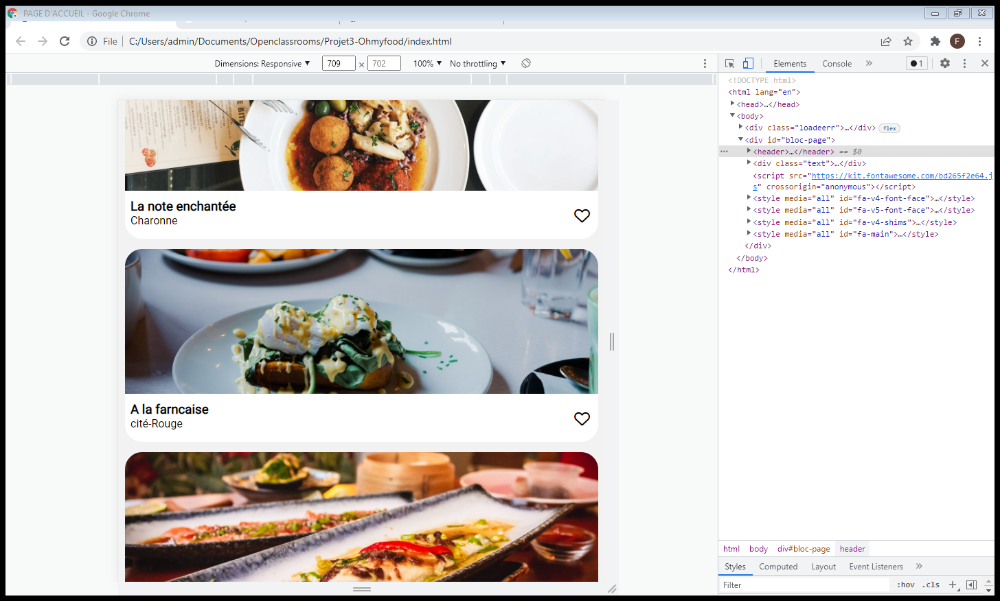 PAGE D'ACCUEIL - Google Chrome
File C:/Users/admin/Documents/Openclassrooms/Projet3-Ohmyfood/index.html F
Dimensions: Responsive 709 × 702 100% No throttling
Elements Console » 1
La note enchantée
Charonne
A la farncaise
cité-Rouge
<!DOCTYPE html>
<html lang="en">
<head>…</head>
<body>
<div class="loadeerr">…</div> flex
<div id="bloc-page">
<header>…</header> == $0
<div class="text">…</div>
<script src="https://kit.fontawesome.com/bd265f2e64.j
s" crossorigin="anonymous"></script>
<style media="all" id="fa-v4-font-face">…</style>
<style media="all" id="fa-v5-font-face">…</style>
<style media="all" id="fa-v4-shims">…</style>
<style media="all" id="fa-main">…</style>
</div>
</body>
</html>
html body div#bloc-page header
Styles Computed Layout Event Listeners »
Filter :hov .cls